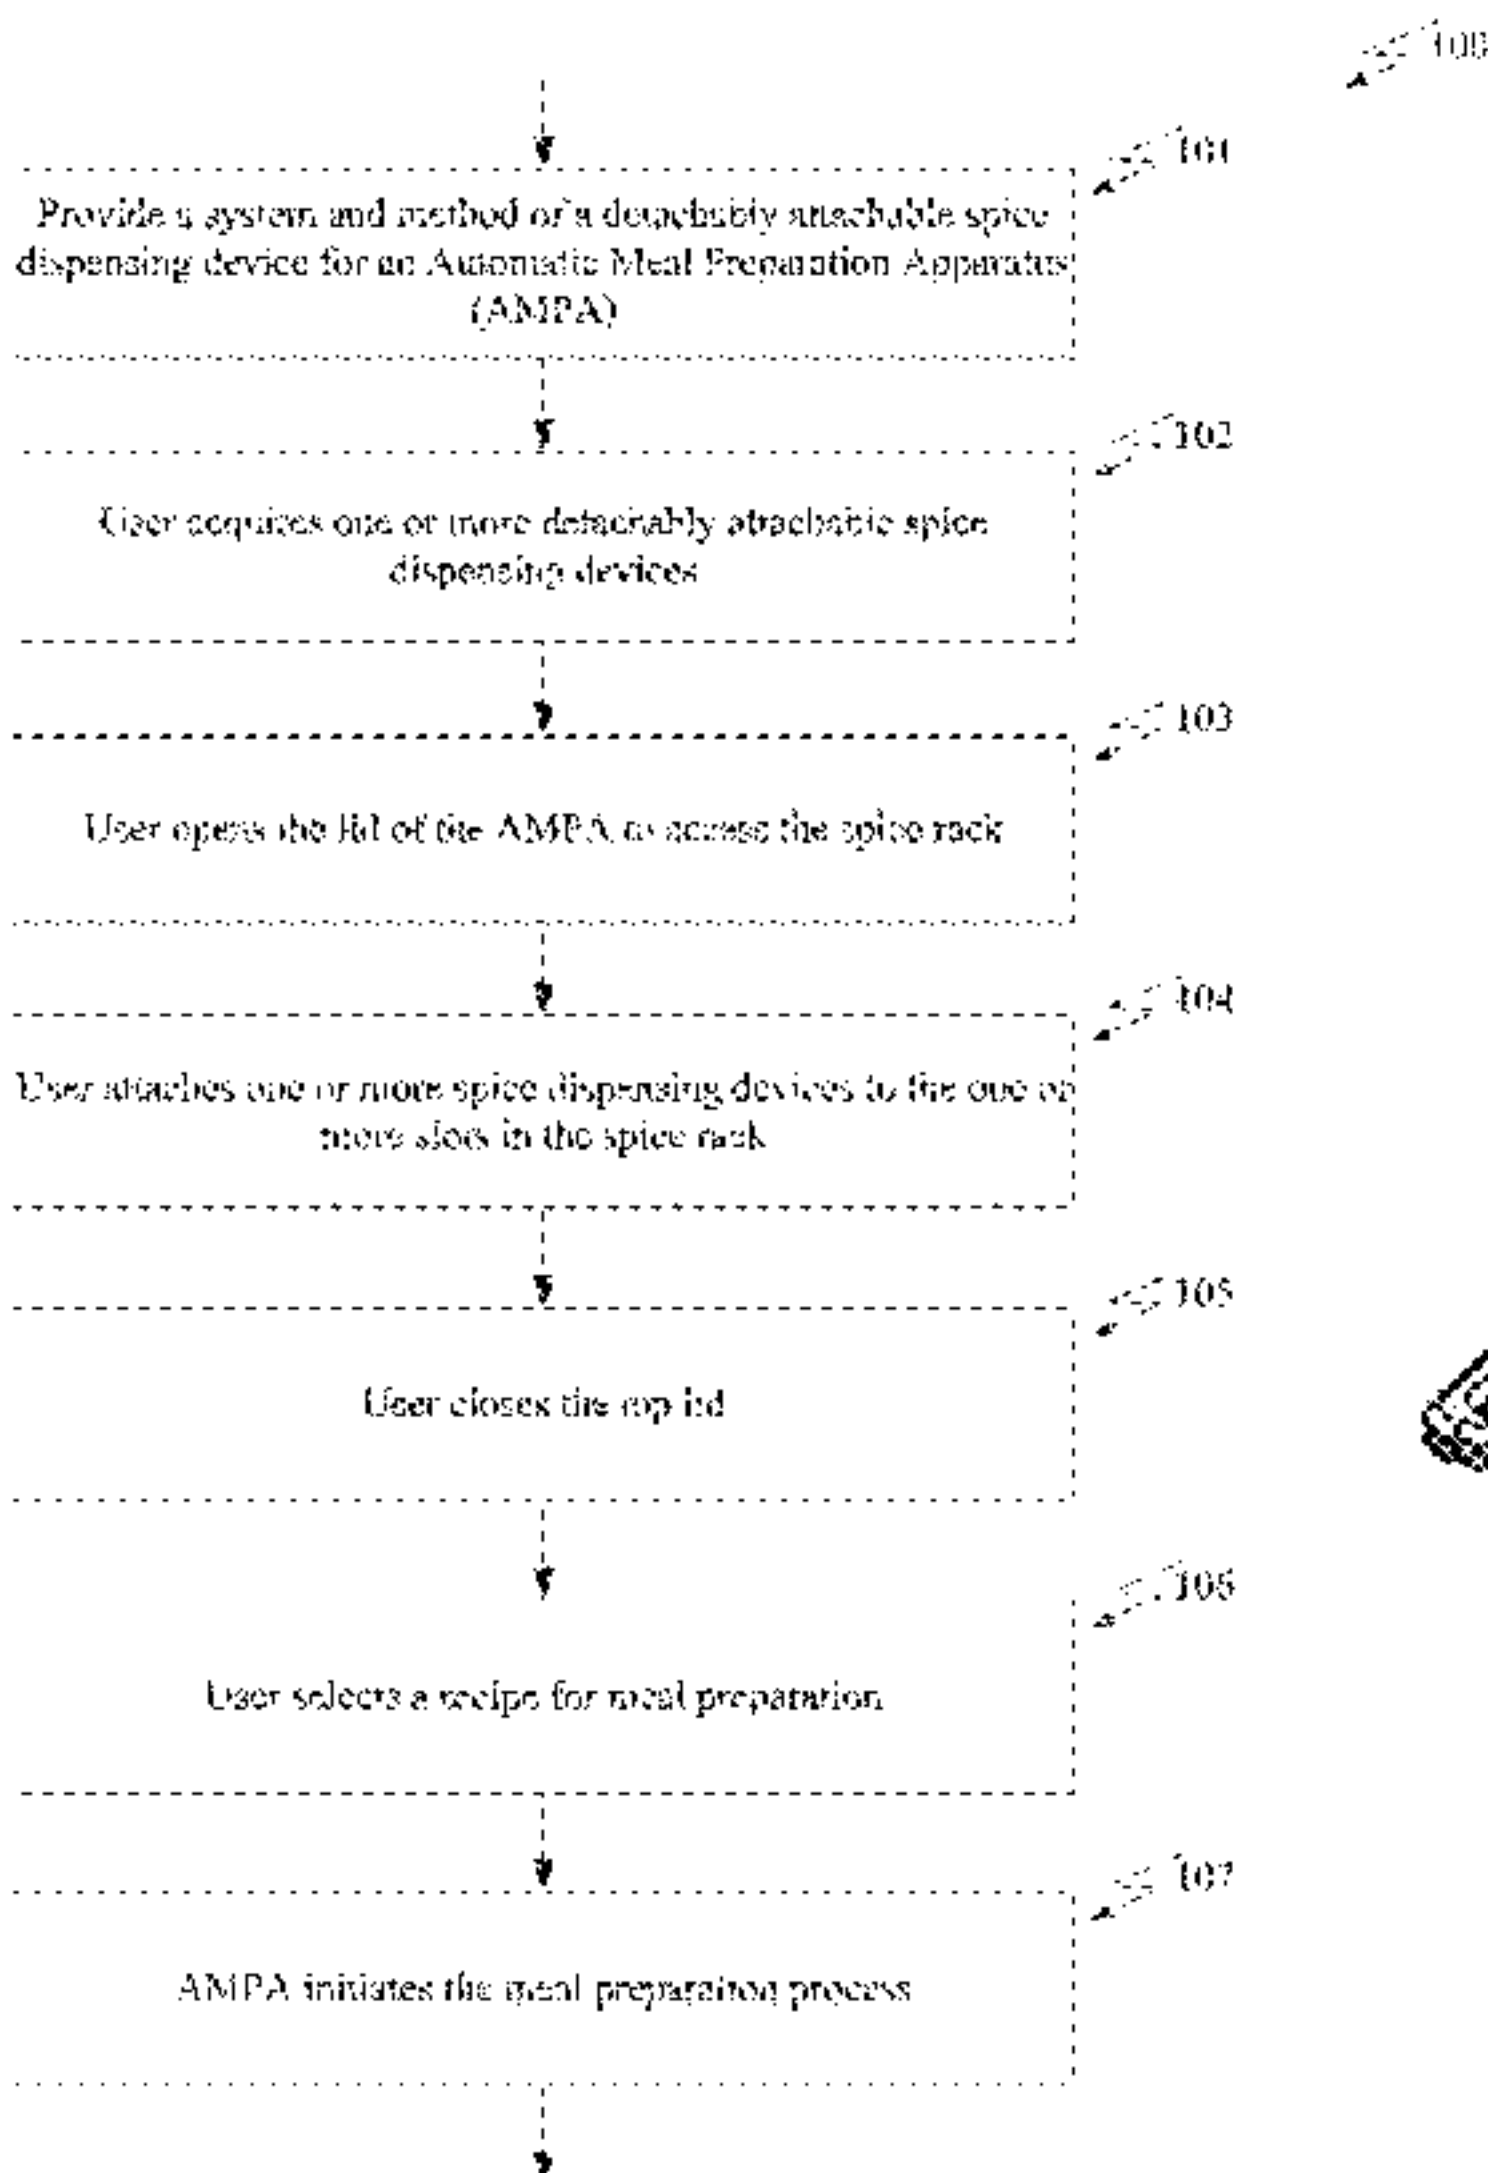 100
101
Provide a system and method of a detachably attachable spice
dispensing device for an Automatic Meal Preparation Apparatus
(AMPA)
102
User acquires one or more detachably attachable spice
dispensing devices
103
User opens the lid of the AMPA to access the spice rack
104
User attaches one or more spice dispensing devices to the one or
more slots in the spice rack
105
User closes the top lid
106
User selects a recipe for meal preparation
107
AMPA initiates the meal preparation process